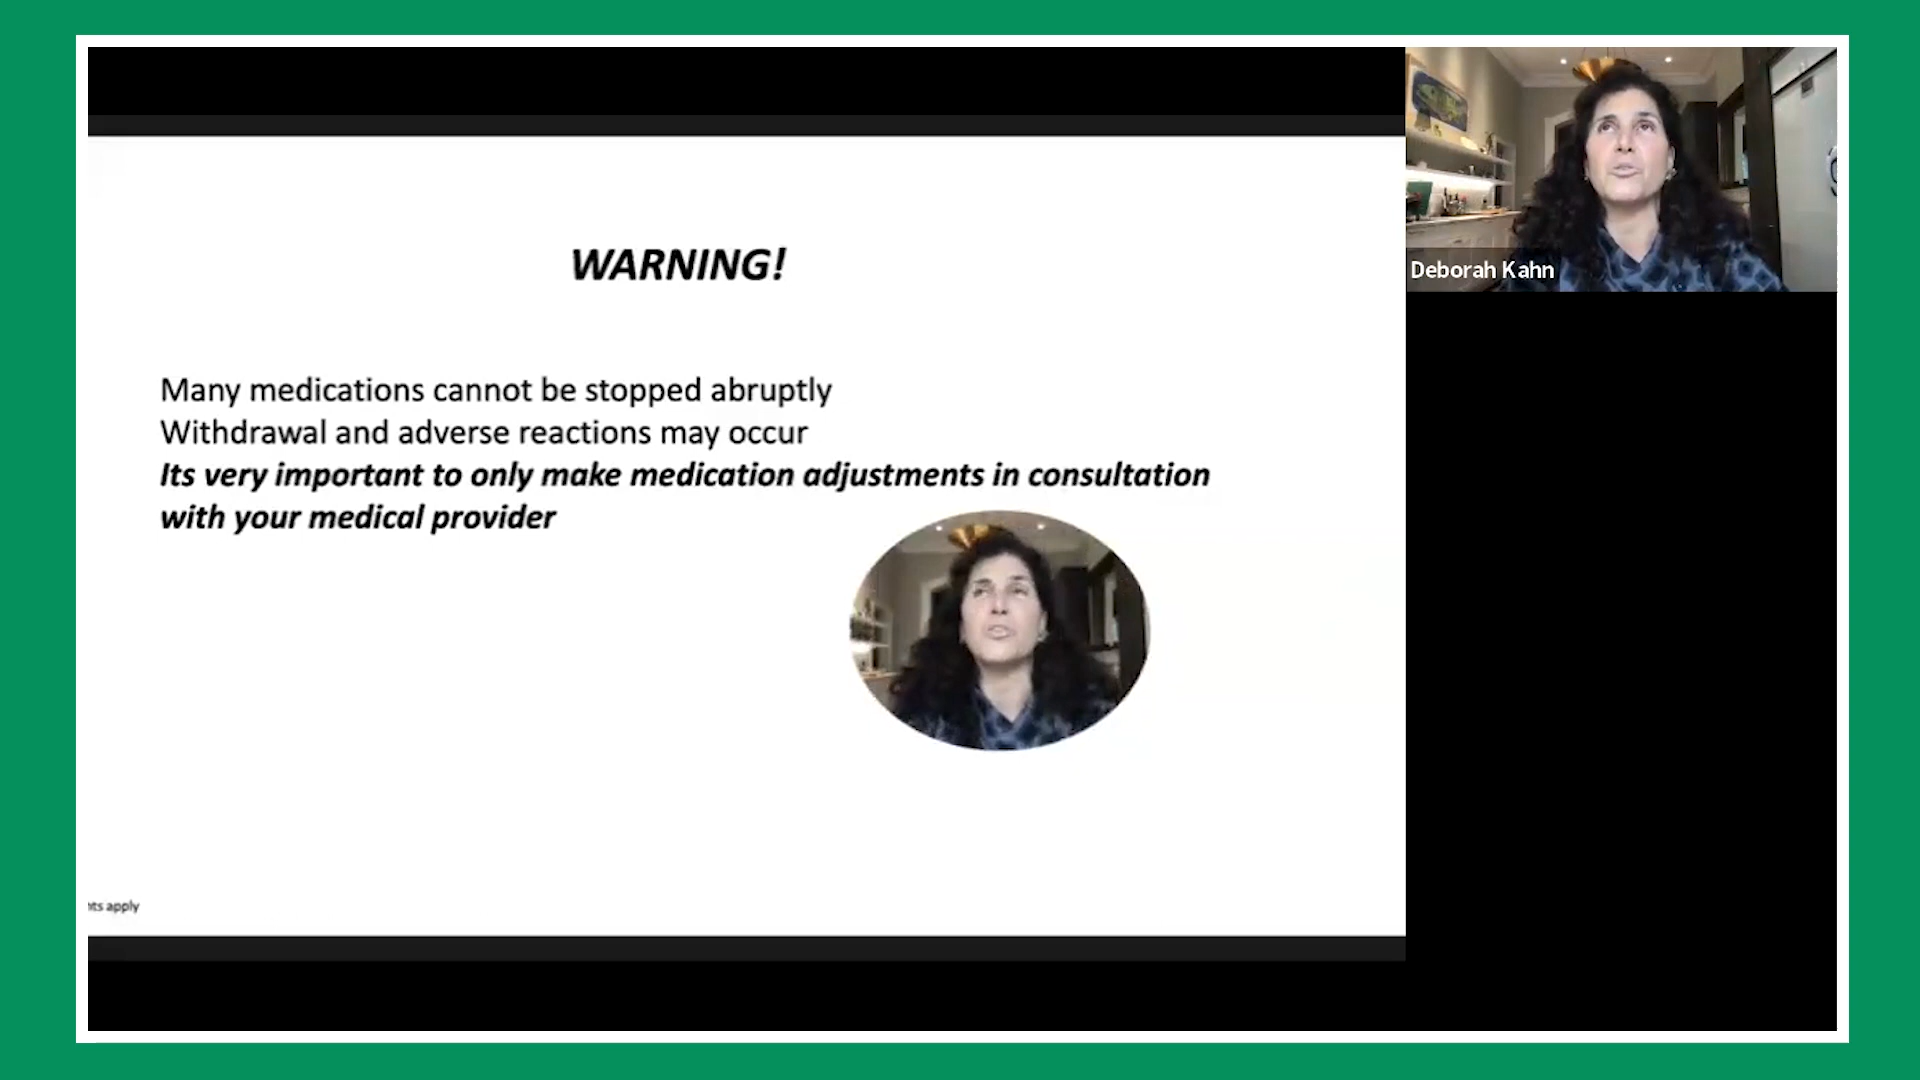 WARNING!
Many medications cannot be stopped abruptly
Withdrawal and adverse reactions may occur
Its very important to only make medication adjustments in consultation
with your medical provider
Deborah Kahn
apply